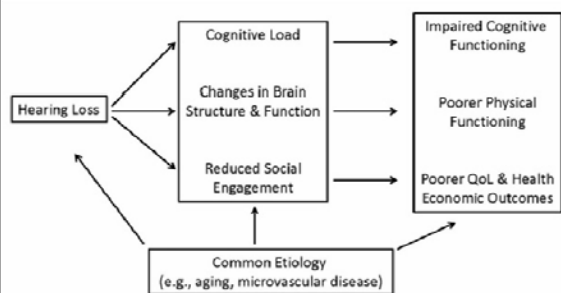 Cognitive Load
Impaired Cognitive
Functioning
Hearing Loss
Changes in Brain
Structure & Function
Poorer Physical
Functioning
Reduced Social
Engagement
Poorer QoL & Health
Economic Outcomes
Common Etiology
(e.g., aging, microvascular disease)